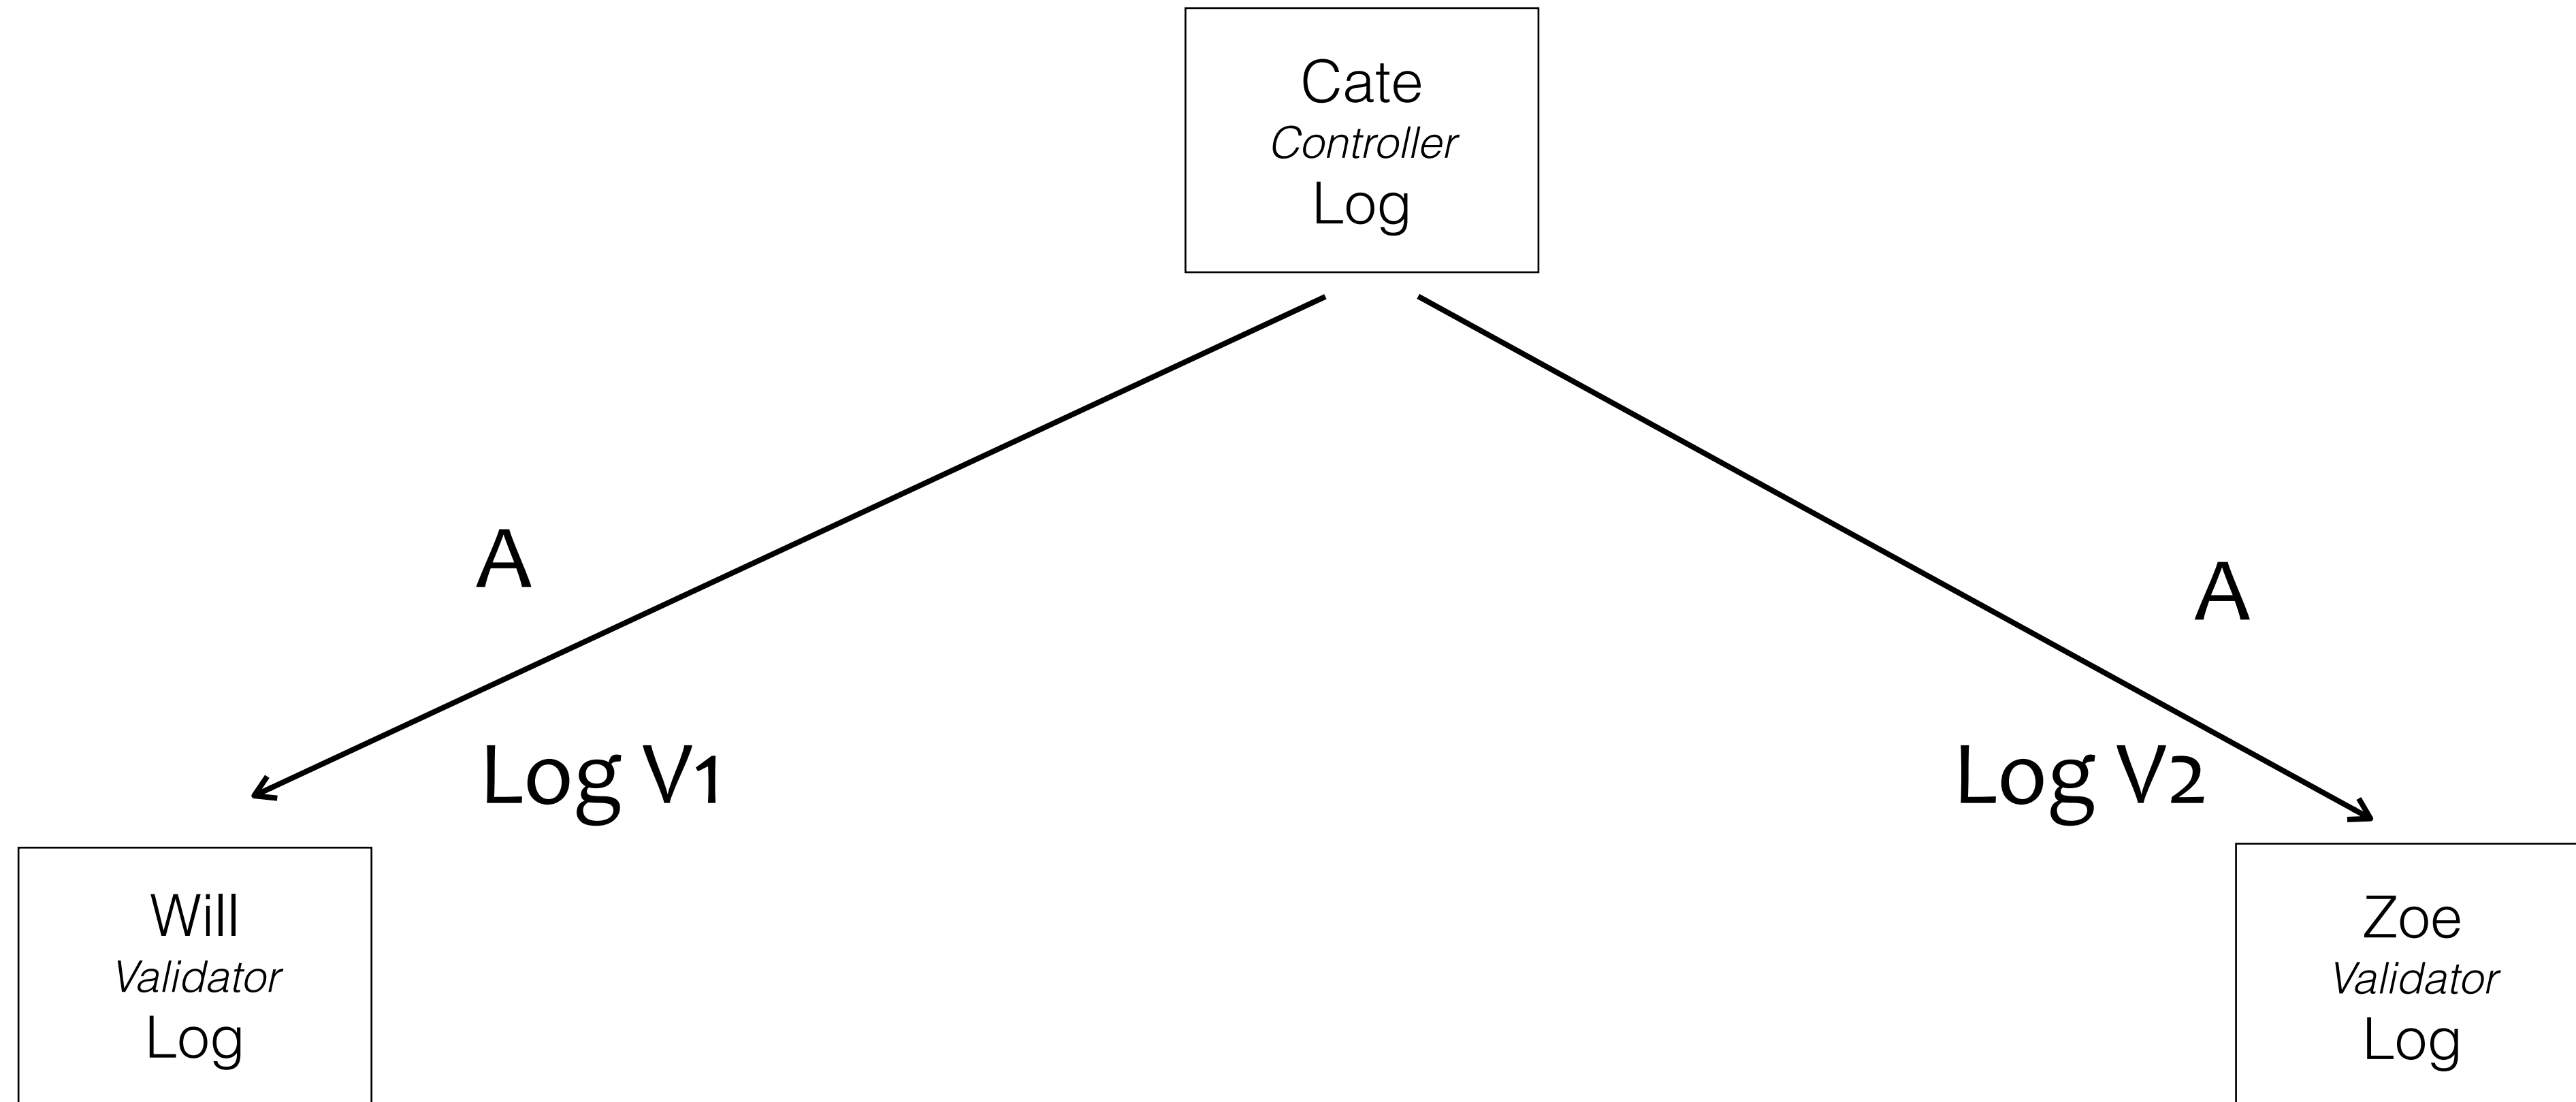 Cate
Controller
Log
A
A
Log V1
Log V2
Will
Validator
Log
Zoe
Validator
Log